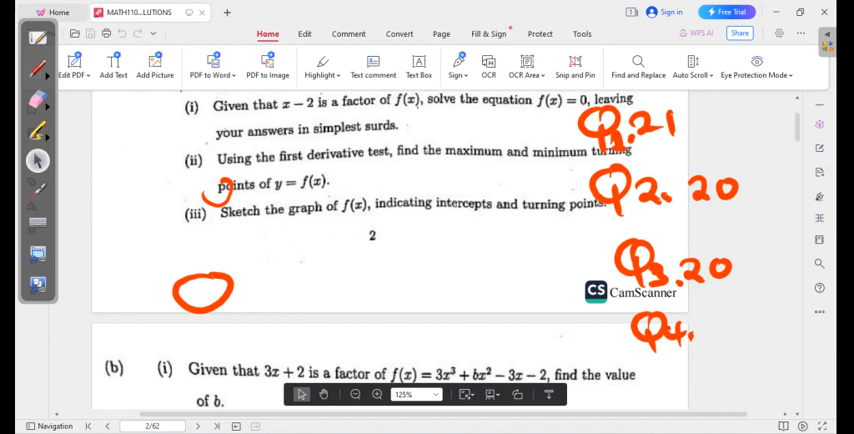 Home
MATH110...LUTIONS
Sign in
Free Trial
Home Edit Comment Convert Page Fill & Sign Protect Tools
WPS AI
Share
Edit PDF
Add Text
Add Picture
PDF to Word
PDF to Image
Highlight
Text comment
Text Box
Sign
OCR
OCR Area
Snip and Pin
Find and Replace
Auto Scroll
Eye Protection Mode
(i) Given that x − 2 is a factor of f(x), solve the equation f(x) = 0, leaving
your answers in simplest surds.
Q1.21
(ii) Using the first derivative test, find the maximum and minimum turning
points of y = f(x).
Q2.20
(iii) Sketch the graph of f(x), indicating intercepts and turning points.
2
Q3.20
CS CamScanner
Q4.
(b) (i) Given that 3x + 2 is a factor of f(x) = 3x³ + bx² − 3x − 2, find the value
of b.
125%
Navigation
2/62